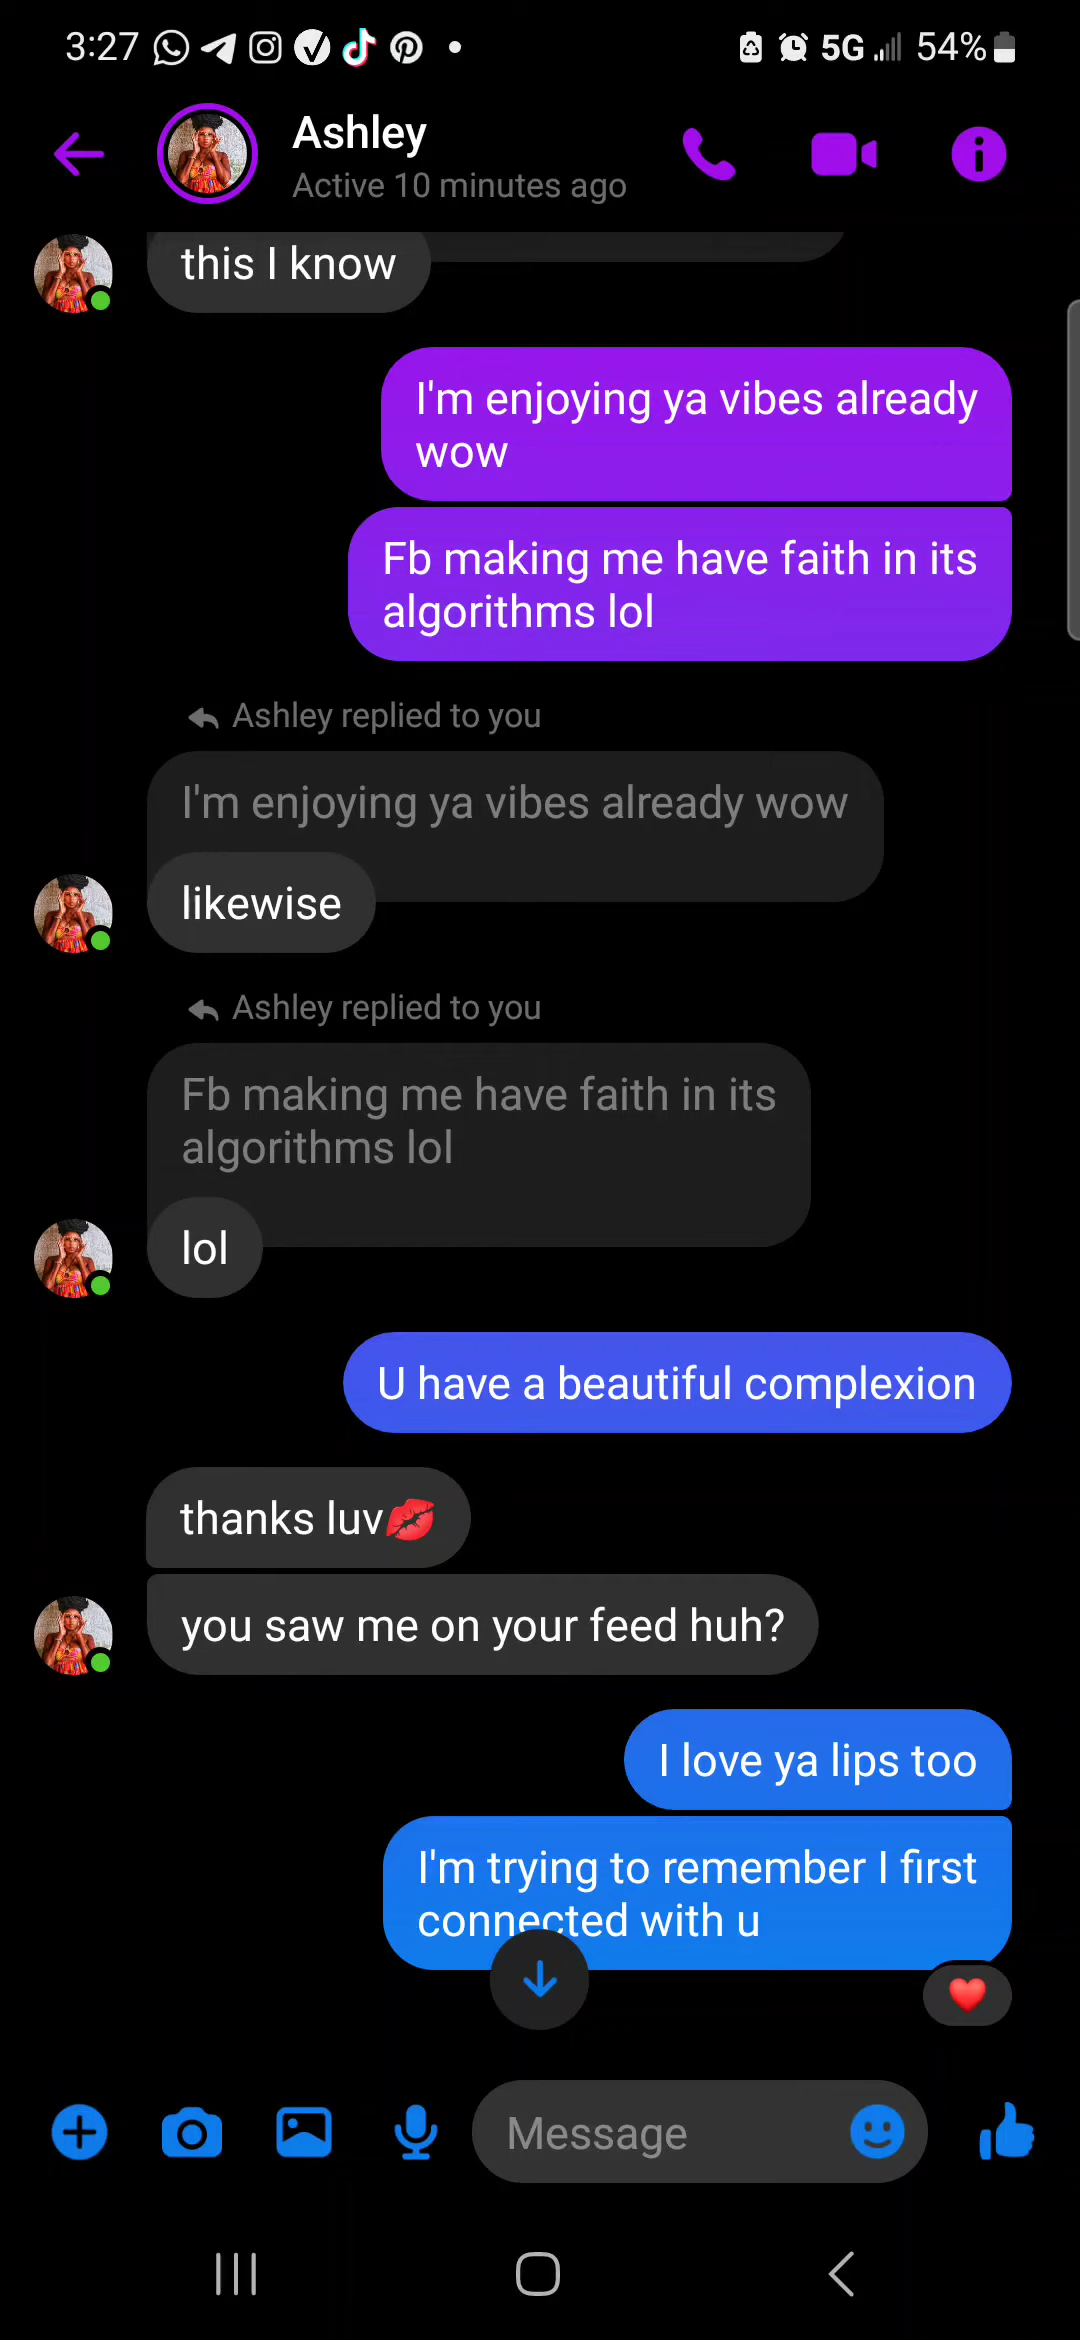 3:27 5G 54%
Ashley
Active 10 minutes ago
this I know
I'm enjoying ya vibes already
wow
Fb making me have faith in its
algorithms lol
Ashley replied to you
I'm enjoying ya vibes already wow
likewise
Ashley replied to you
Fb making me have faith in its
algorithms lol
lol
U have a beautiful complexion
thanks luv💋
you saw me on your feed huh?
I love ya lips too
I'm trying to remember I first
connected with u
❤️
Message